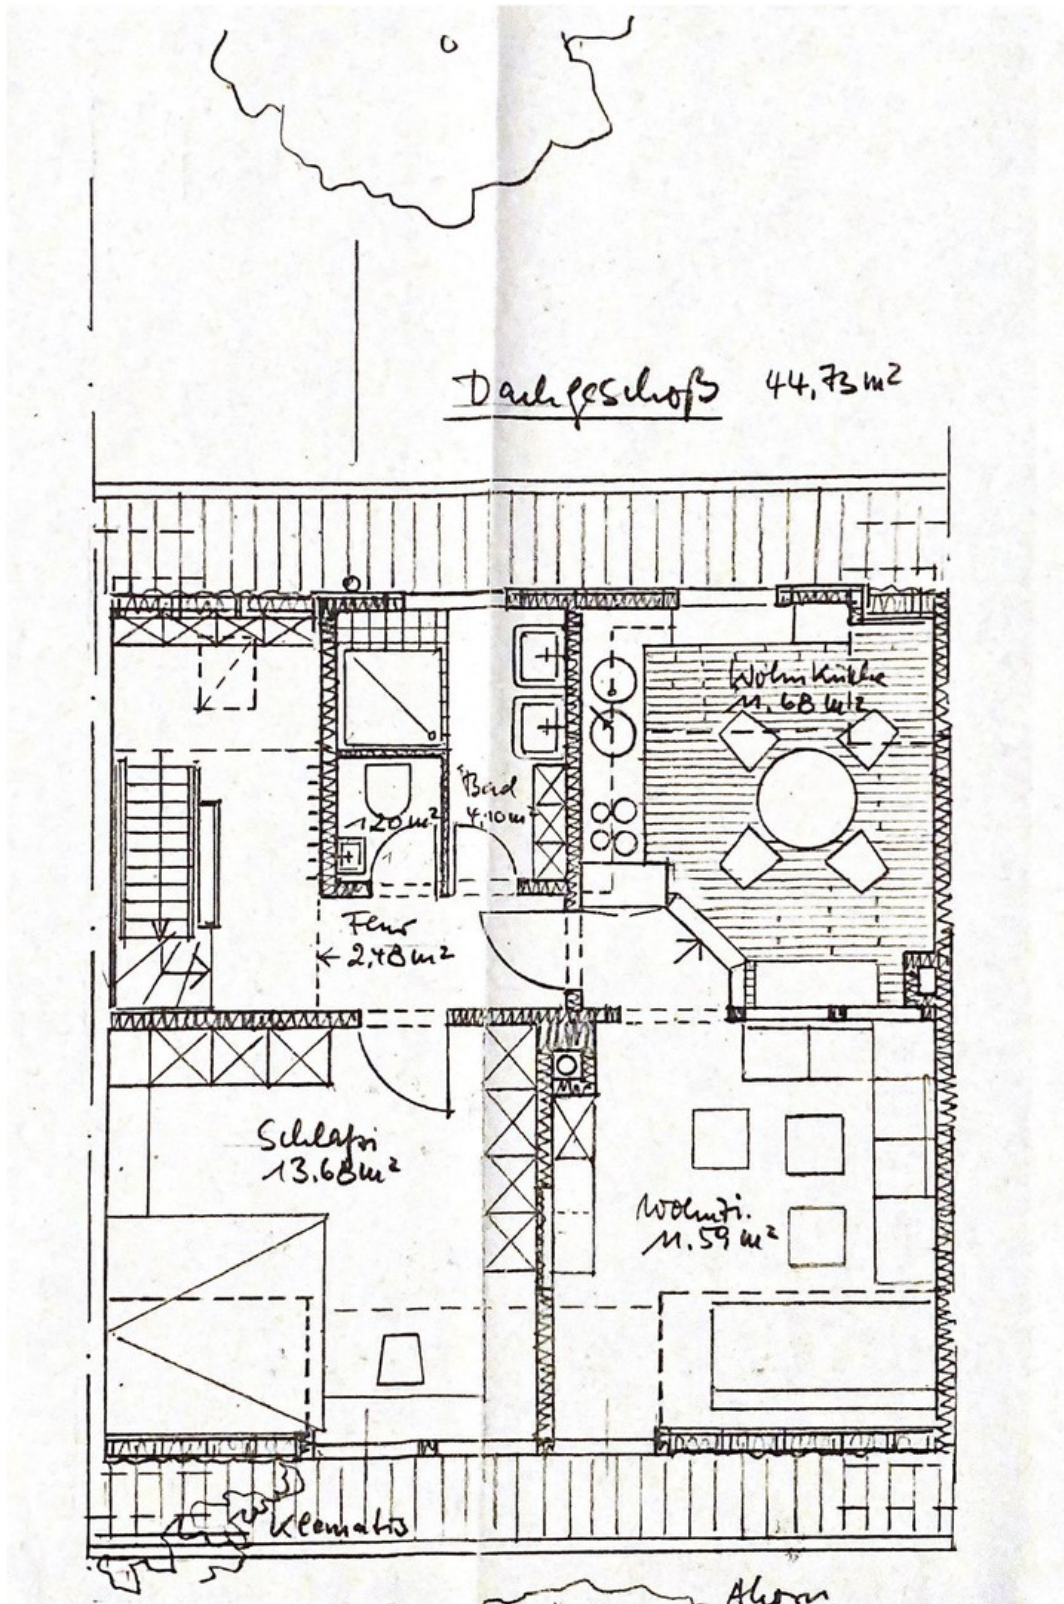 Dachgeschoß 44,73 m²
Wohnküche
11.68 m²
Bad
4,10 m²
1.20 m²
Flur
← 2,48 m²
Schlafzi
13.68 m²
Wohnzi.
11.59 m²
Klematis
Ahorn